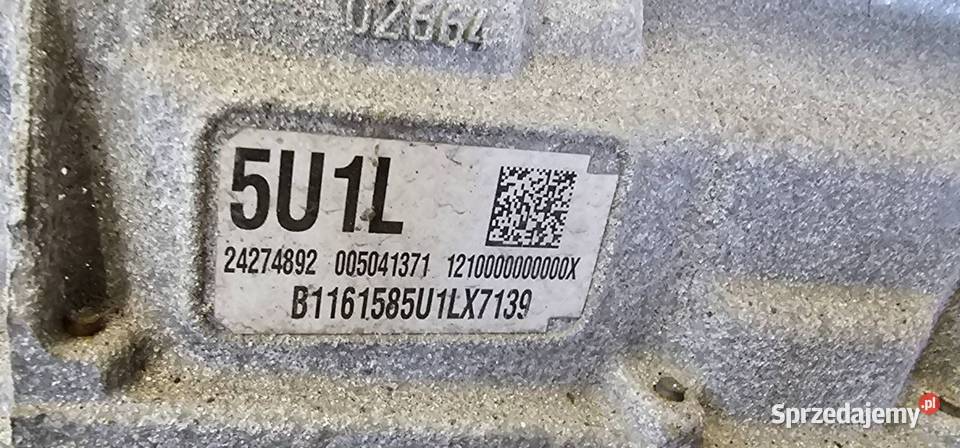 02664
5U1L
24274892 005041371 1210000000000X
B1161585U1LX7139
Sprzedajemy.pl